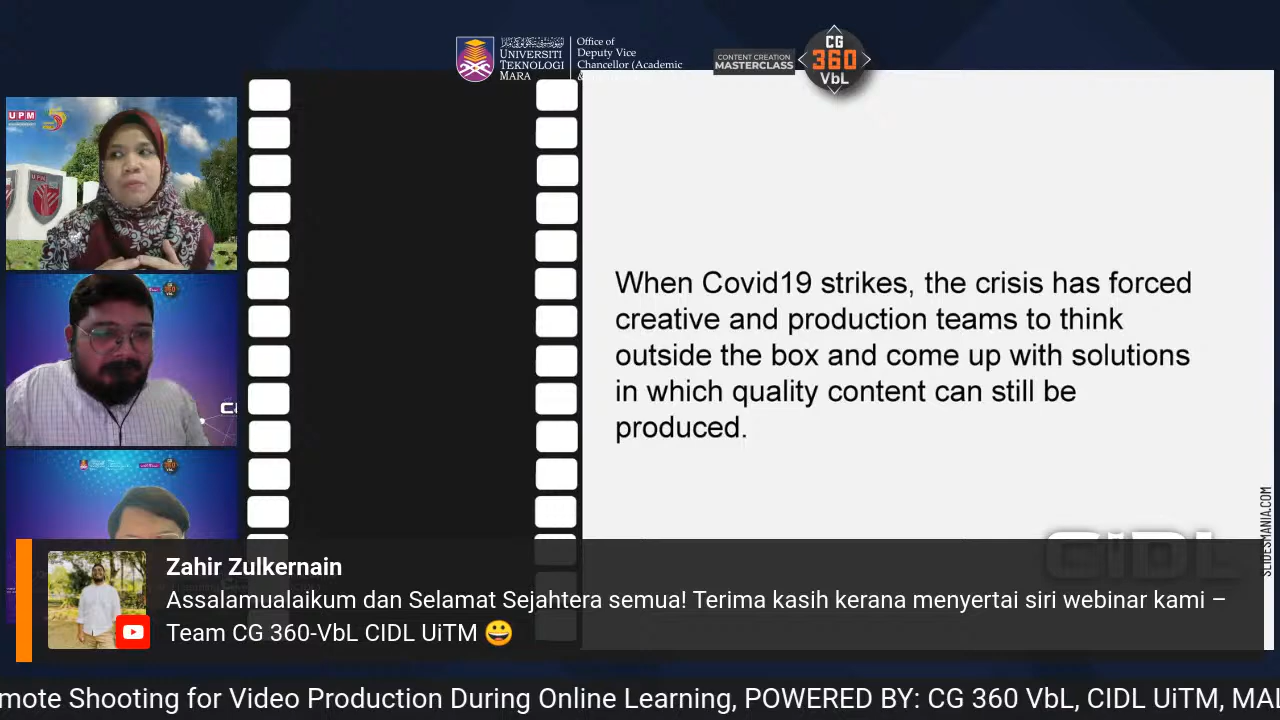 UNIVERSITI
TEKNOLOGI
MARA
Office of
Deputy Vice
Chancellor (Academic
CONTENT CREATION
MASTERCLASS
CG
360
VbL
UPM
UPM
When Covid19 strikes, the crisis has forced
creative and production teams to think
outside the box and come up with solutions
in which quality content can still be
produced.
CIDL
SLIDESMANIA.COM
Zahir Zulkernain
Assalamualaikum dan Selamat Sejahtera semua! Terima kasih kerana menyertai siri webinar kami –
Team CG 360-VbL CIDL UiTM 😀
mote Shooting for Video Production During Online Learning, POWERED BY: CG 360 VbL, CIDL UiTM, MA